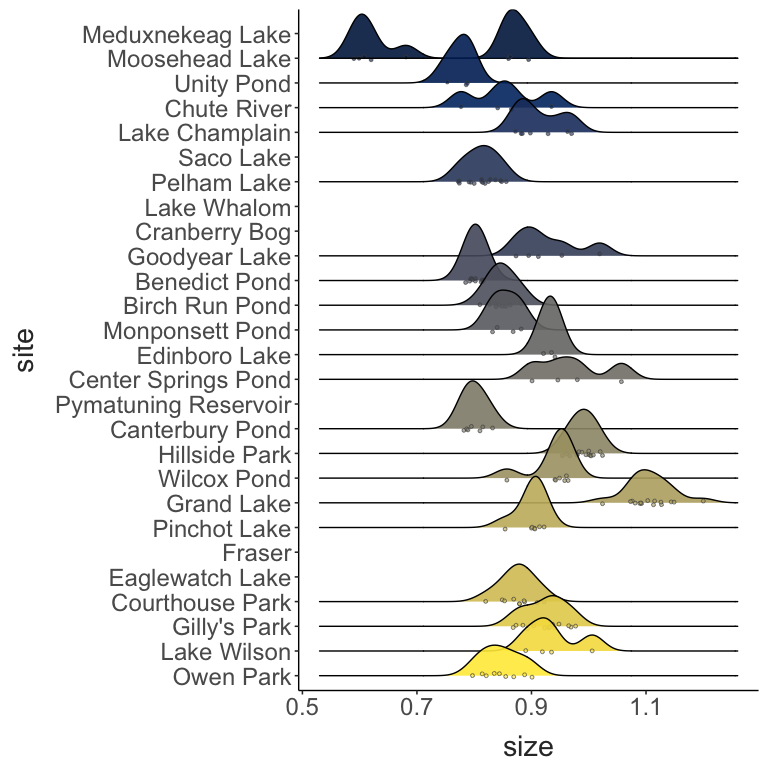 Meduxnekeag Lake
Moosehead Lake
Unity Pond
Chute River
Lake Champlain
Saco Lake
Pelham Lake
Lake Whalom
Cranberry Bog
Goodyear Lake
Benedict Pond
Birch Run Pond
Monponsett Pond
Edinboro Lake
Center Springs Pond
Pymatuning Reservoir
Canterbury Pond
Hillside Park
Wilcox Pond
Grand Lake
Pinchot Lake
Fraser
Eaglewatch Lake
Courthouse Park
Gilly's Park
Lake Wilson
Owen Park
site
0.5 0.7 0.9 1.1
size